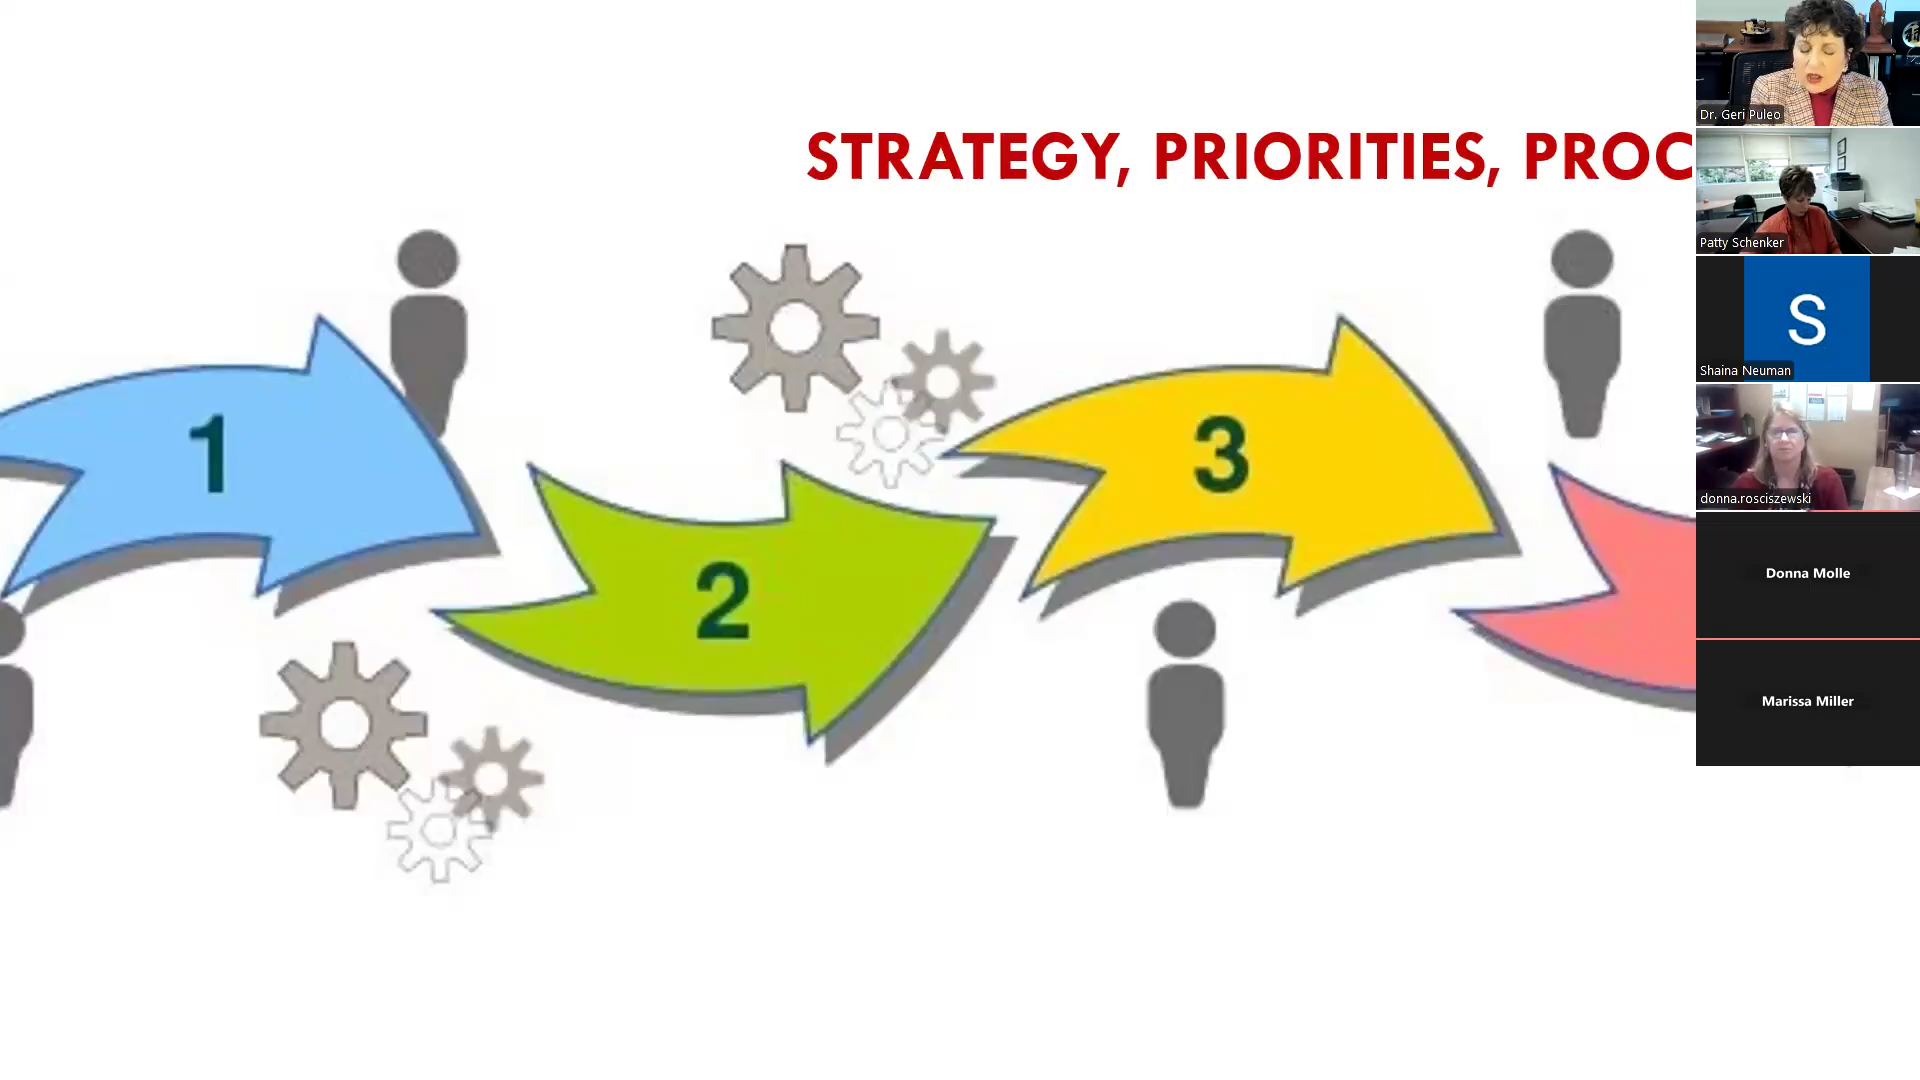 STRATEGY, PRIORITIES, PROC
1
2
3
Dr. Geri Puleo
Patty Schenker
S
Shaina Neuman
donna.rosciszewski
Donna Molle
Marissa Miller